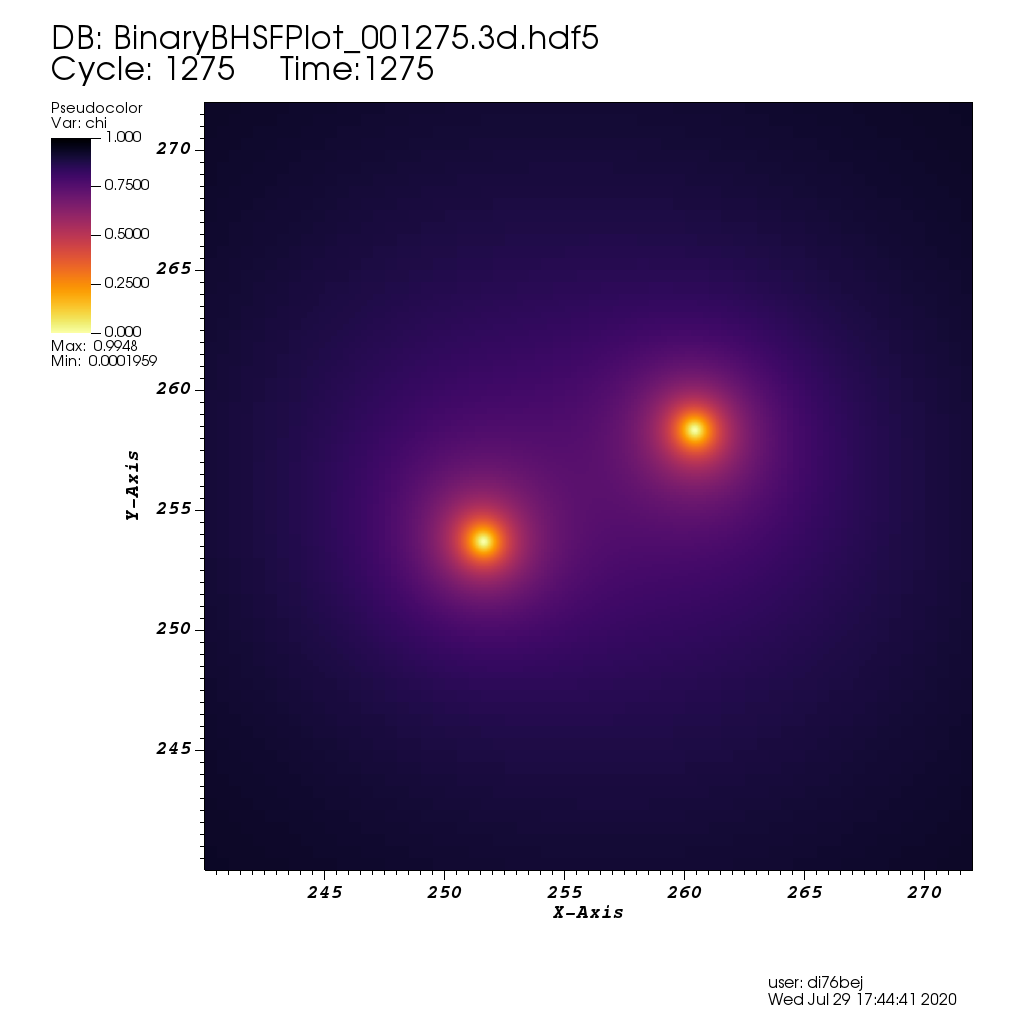 DB: BinaryBHSFPlot_001275.3d.hdf5
Cycle: 1275 Time:1275
Pseudocolor
Var: chi
1.000
0.7500
0.5000
0.2500
0.000
Max: 0.9948
Min: 0.0001959
270
265
260
255
250
245
Y-Axis
245 250 255 260 265 270
X-Axis
user: di76bej
Wed Jul 29 17:44:41 2020